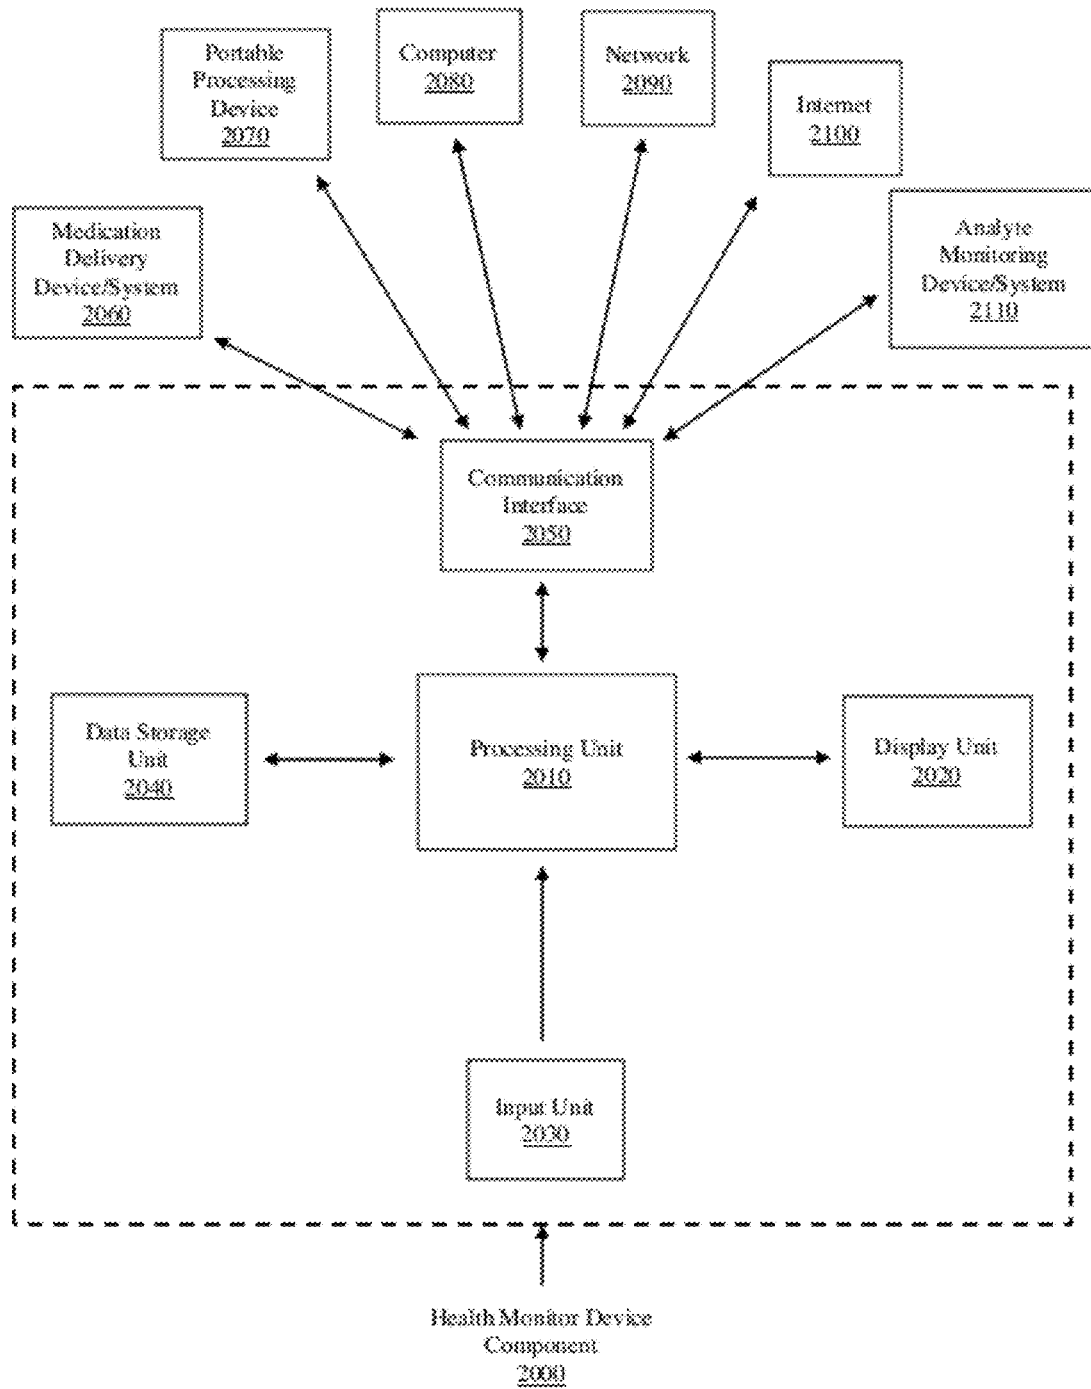 Portable
Processing
Device
2070
Computer
2080
Network
2090
Internet
2100
Medication
Delivery
Device/System
2060
Analyte
Monitoring
Device/System
2110
Communication
Interface
2050
Data Storage
Unit
2040
Processing Unit
2010
Display Unit
2020
Input Unit
2030
Health Monitor Device
Component
2000